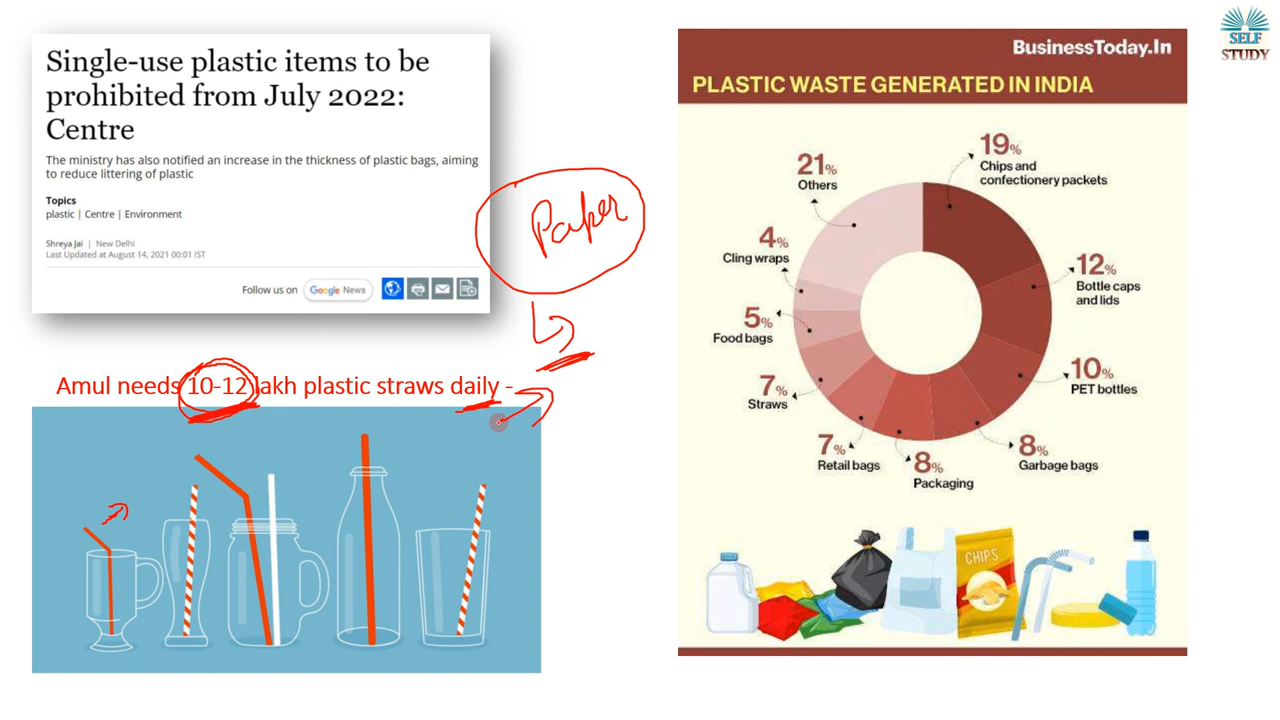 Single-use plastic items to be
prohibited from July 2022:
Centre
The ministry has also notified an increase in the thickness of plastic bags, aiming
to reduce littering of plastic
Topics
plastic | Centre | Environment
Shreya Jai | New Delhi
Last Updated at August 14, 2021 00:01 IST
Follow us on Google News
Paper
Amul needs 10-12 lakh plastic straws daily -
BusinessToday.In
PLASTIC WASTE GENERATED IN INDIA
19%
Chips and
confectionery packets
12%
Bottle caps
and lids
10%
PET bottles
8%
Garbage bags
8%
Packaging
7%
Retail bags
7%
Straws
5%
Food bags
4%
Cling wraps
21%
Others
CHIPS
SELF
STUDY